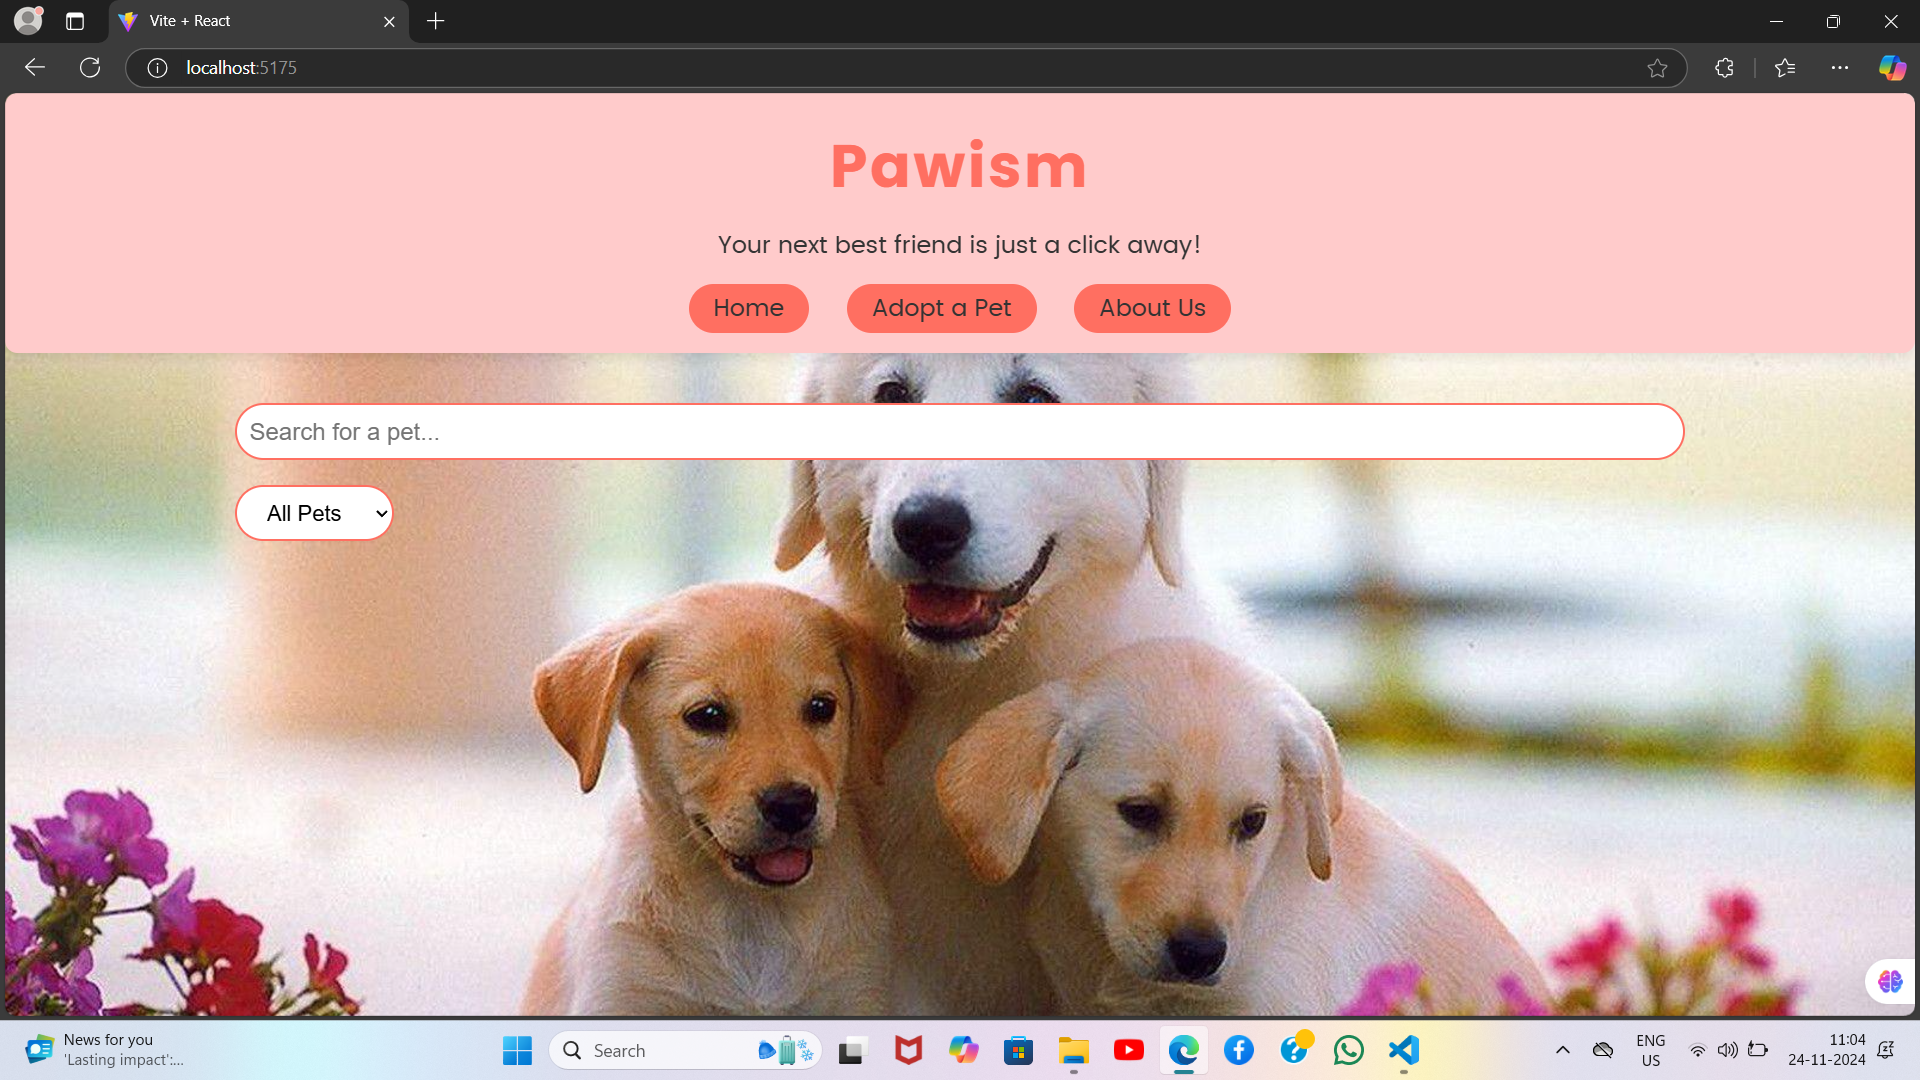 Vite + React
localhost:5175
Pawism
Your next best friend is just a click away!
Home
Adopt a Pet
About Us
Search for a pet...
All Pets
News for you
'Lasting impact':...
Search
ENG
US
11:04
24-11-2024